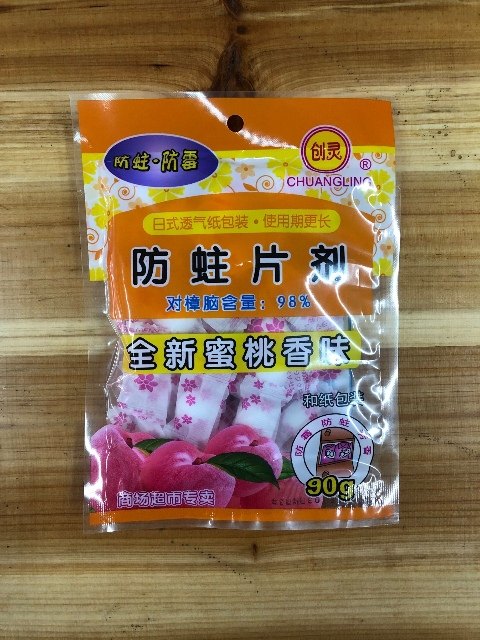 防蛀·防霉
创灵
®
CHUANGLING
日式透气纸包装·使用期更长
防蛀片剂
对樟脑含量：98%
全新蜜桃香味
和纸包装
防霉防蛀片剂
90g
商场超市专卖